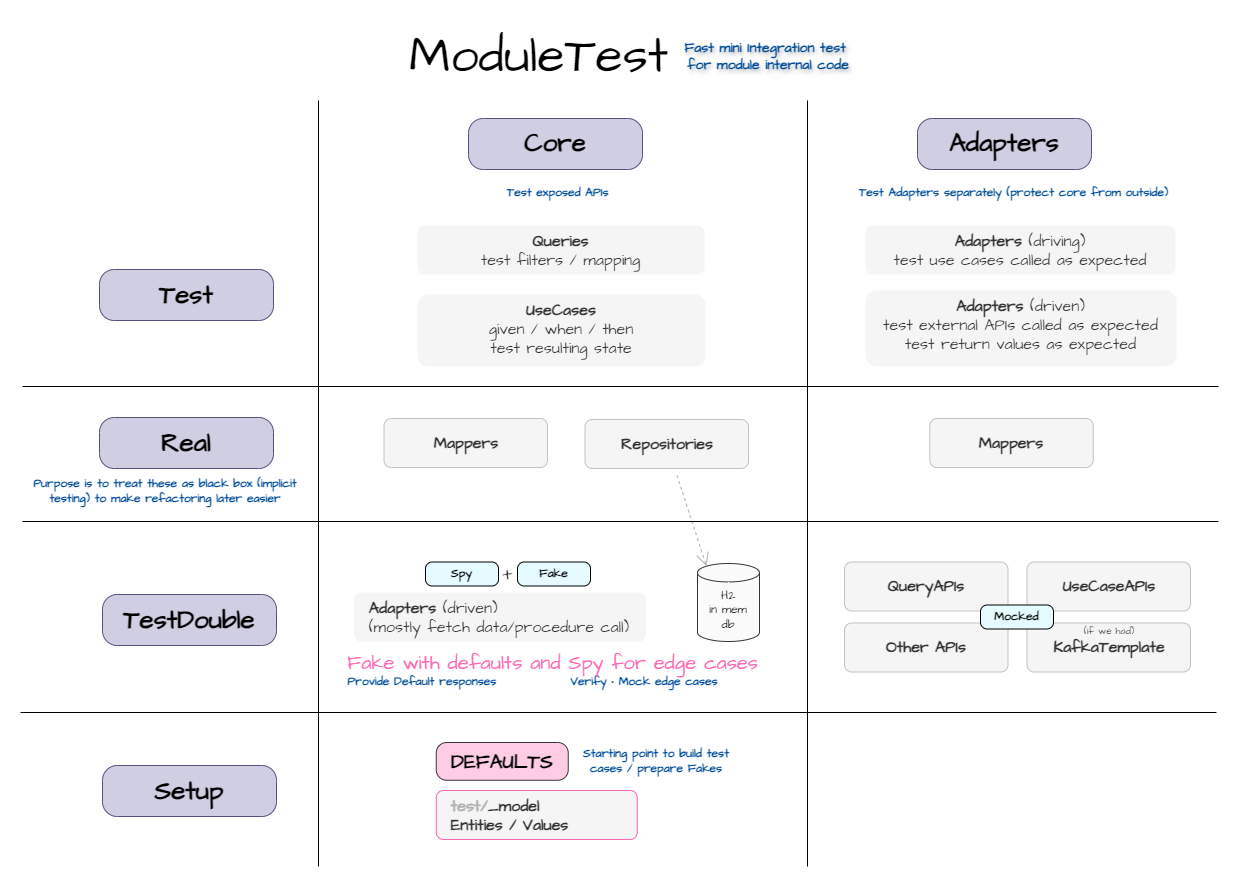 ModuleTest
Fast mini Integration test
for module internal code
Core
Adapters
Test exposed APIs
Test Adapters separately (protect core from outside)
Test
Queries
test filters / mapping
UseCases
given / when / then
test resulting state
Adapters (driving)
test use cases called as expected
Adapters (driven)
test external APIs called as expected
test return values as expected
Real
Purpose is to treat these as black box (implicit
testing) to make refactoring later easier
Mappers
Repositories
Mappers
TestDouble
Spy + Fake
Adapters (driven)
(mostly fetch data/procedure call)
H2
in mem
db
Fake with defaults and Spy for edge cases
Provide Default responses
Verify · Mock edge cases
QueryAPIs
UseCaseAPIs
Mocked
Other APIs
(if we had)
KafkaTemplate
Setup
DEFAULTS
Starting point to build test
cases / prepare Fakes
test/_model
Entities / Values